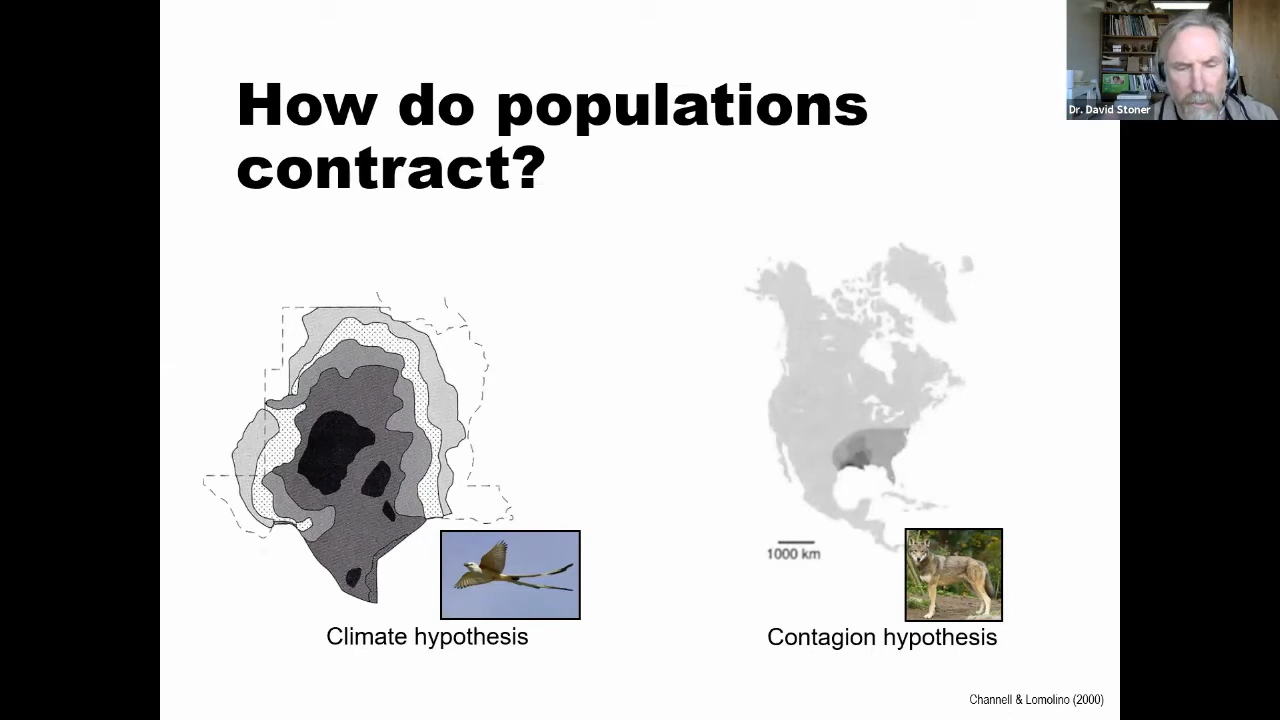 How do populations
contract?
Dr. David Stoner
1000 km
Climate hypothesis
Contagion hypothesis
Channell & Lomolino (2000)